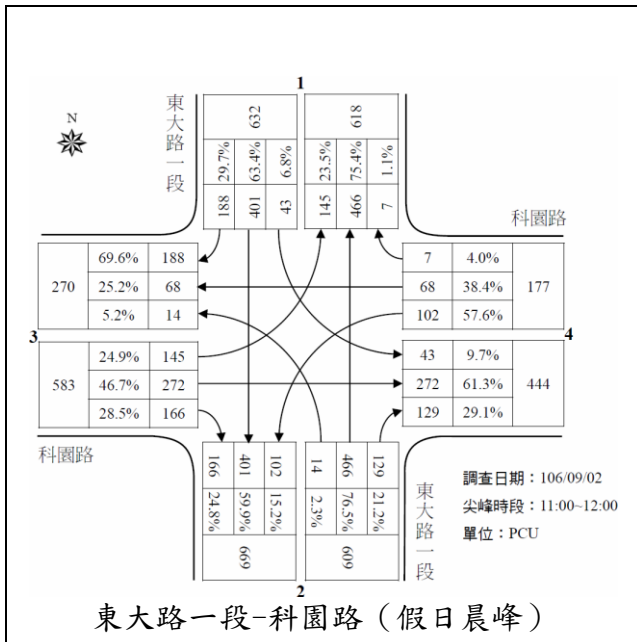 1
東大路一段
N
632
618
29.7% 63.4% 6.8%
23.5% 75.4% 1.1%
188 401 43
145 466 7
科園路
270
69.6% 188
25.2% 68
5.2% 14
7 4.0%
68 38.4%
102 57.6%
177
3
4
583
24.9% 145
46.7% 272
28.5% 166
43 9.7%
272 61.3%
129 29.1%
444
科園路
166 401 102
14 466 129
24.8% 59.9% 15.2%
2.3% 76.5% 21.2%
669
609
東大路一段
調查日期：106/09/02
尖峰時段：11:00~12:00
單位：PCU
2
東大路一段-科園路（假日晨峰）